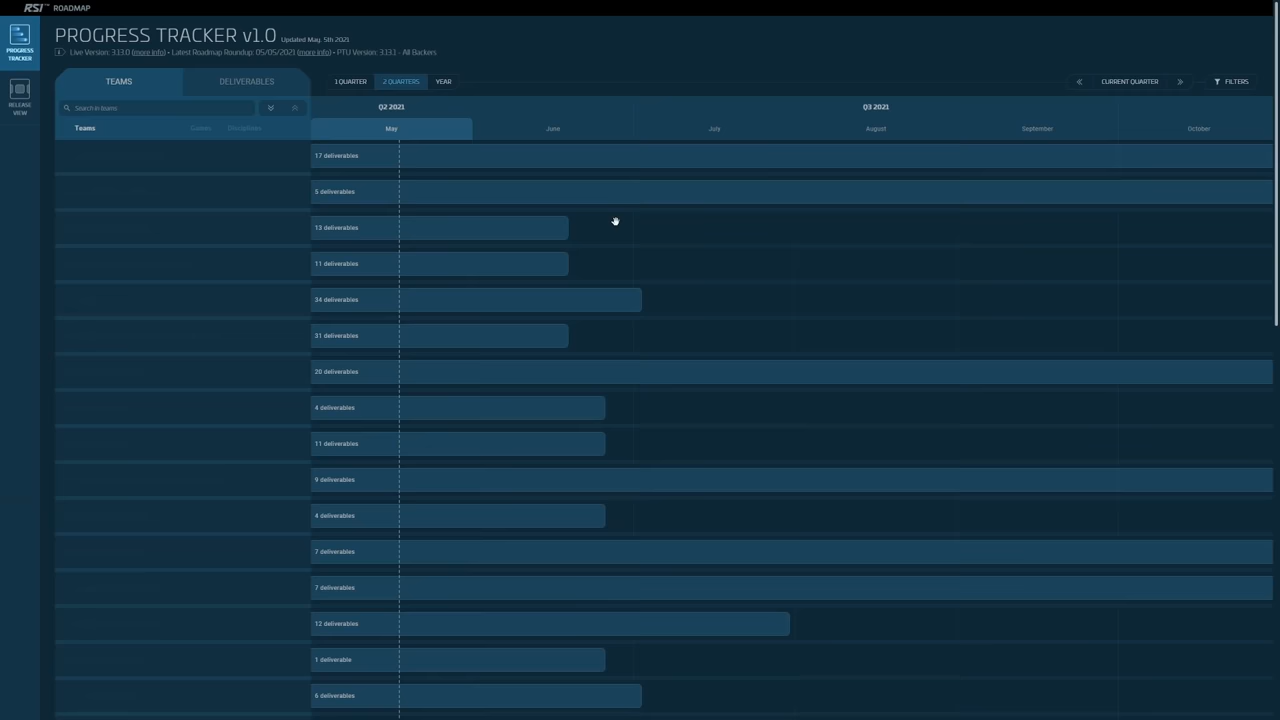 RSI ROADMAP
PROGRESS TRACKER
RELEASE VIEW
PROGRESS TRACKER v1.0 Updated May. 5th 2021
Live Version: 3.13.0 (more info) • Latest Roadmap Roundup: 05/05/2021 (more info) • PTU Version: 3.13.1 - All Backers
TEAMS DELIVERABLES 1 QUARTER 2 QUARTERS YEAR CURRENT QUARTER FILTERS
Search in teams
Q2 2021 Q3 2021
Teams Games Disciplines May June July August September October
17 deliverables
5 deliverables
13 deliverables
11 deliverables
34 deliverables
31 deliverables
20 deliverables
4 deliverables
11 deliverables
9 deliverables
4 deliverables
7 deliverables
7 deliverables
12 deliverables
1 deliverable
6 deliverables